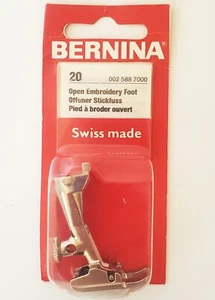 BERNINA
20 002 588 7000
Open Embroidery Foot
Offener Stickfuss
Pied à broder ouvert
Swiss made